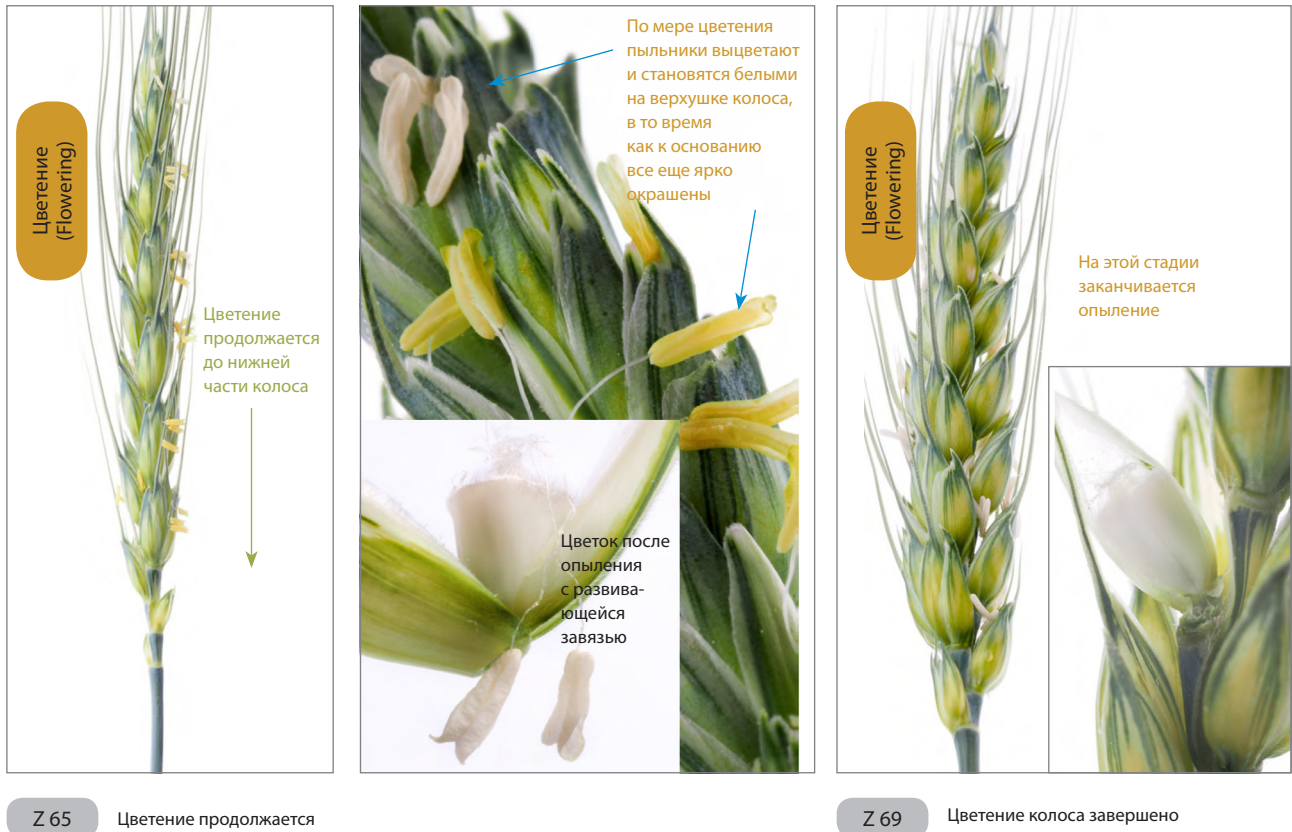 Цветение
(Flowering)
Цветение
продолжается
до нижней
части колоса
По мере цветения
пыльники выцветают
и становятся белыми
на верхушке колоса,
в то время
как к основанию
все еще ярко
окрашены
Цветок после
опыления
с развива-
ющейся
завязью
Цветение
(Flowering)
На этой стадии
заканчивается
опыление
Z 65
Цветение продолжается
Z 69
Цветение колоса завершено